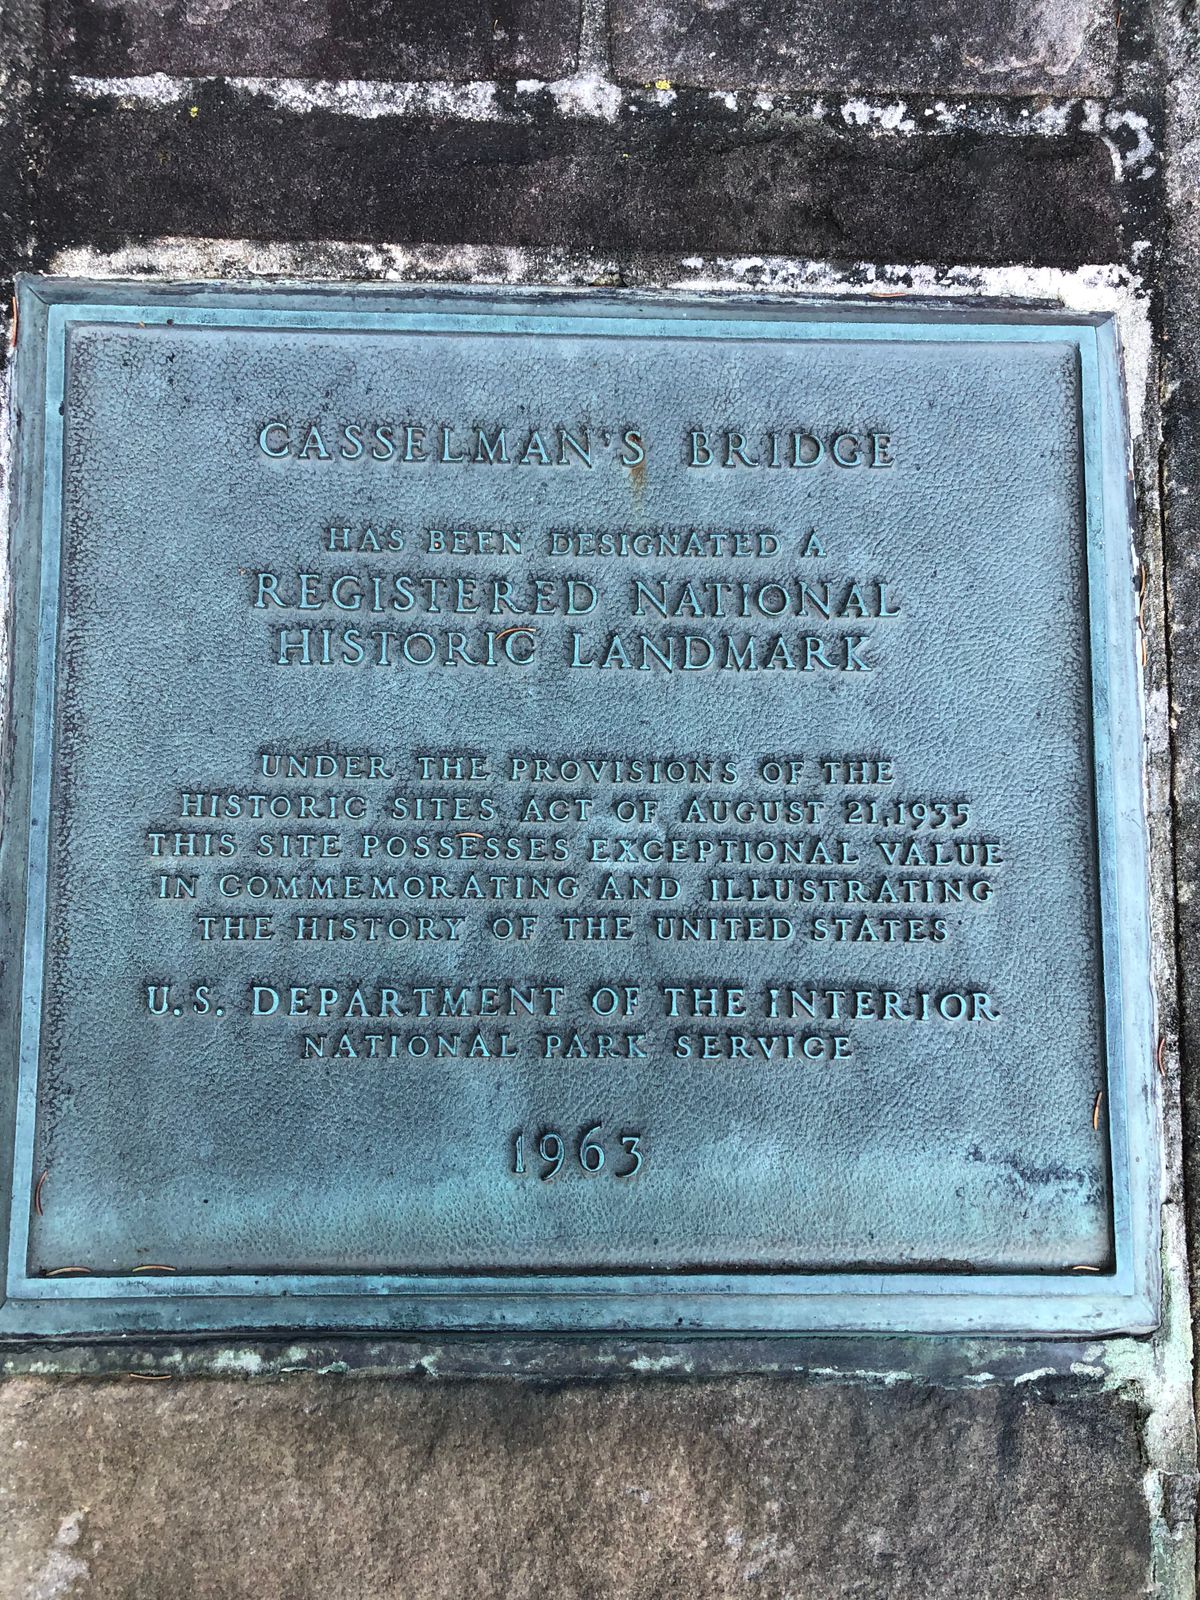 CASSELMAN'S BRIDGE
HAS BEEN DESIGNATED A
REGISTERED NATIONAL
HISTORIC LANDMARK
UNDER THE PROVISIONS OF THE
HISTORIC SITES ACT OF AUGUST 21, 1935
THIS SITE POSSESSES EXCEPTIONAL VALUE
IN COMMEMORATING AND ILLUSTRATING
THE HISTORY OF THE UNITED STATES
U.S. DEPARTMENT OF THE INTERIOR
NATIONAL PARK SERVICE
1963